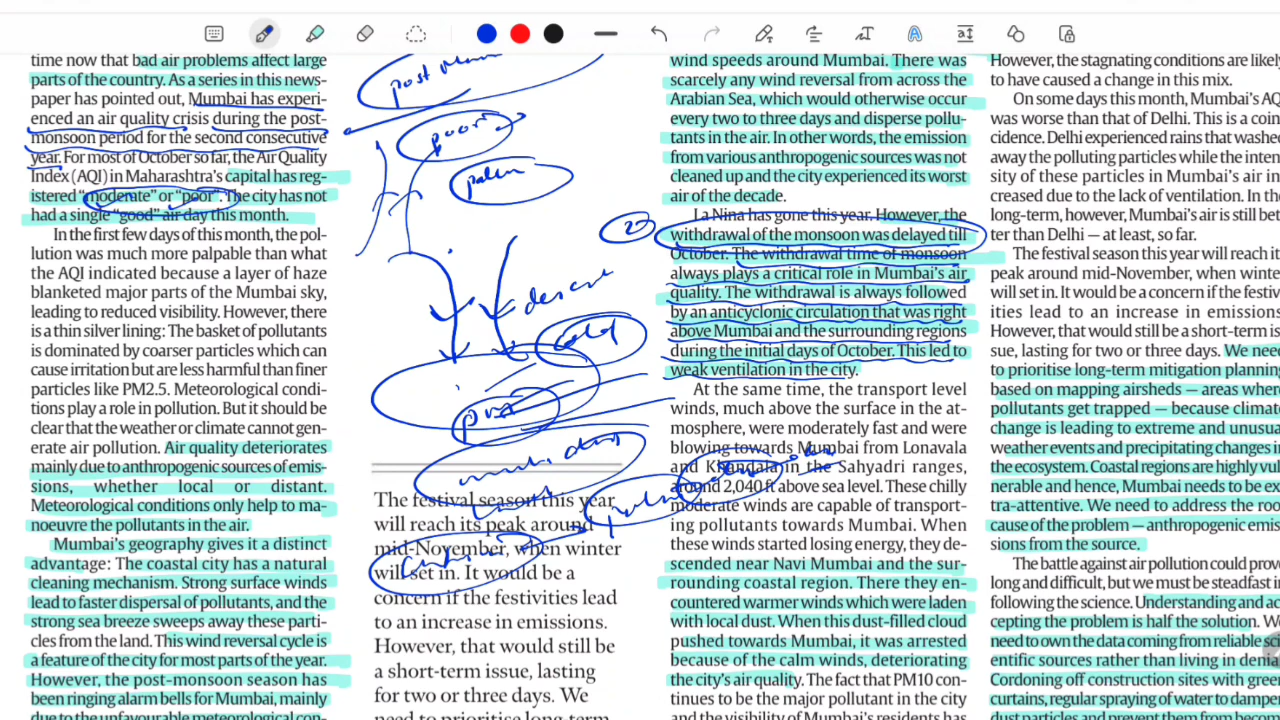 time now that bad air problems affect large
parts of the country. As a series in this news-
paper has pointed out, Mumbai has experi-
enced an air quality crisis during the post-
monsoon period for the second consecutive
year. For most of October so far, the Air Quality
Index (AQI) in Maharashtra's capital has reg-
istered "moderate" or "poor". The city has not
had a single "good" air day this month.
In the first few days of this month, the pol-
lution was much more palpable than what
the AQI indicated because a layer of haze
blanketed major parts of the Mumbai sky,
leading to reduced visibility. However, there
is a thin silver lining: The basket of pollutants
is dominated by coarser particles which can
cause irritation but are less harmful than finer
particles like PM2.5. Meteorological condi-
tions play a role in pollution. But it should be
clear that the weather or climate cannot gen-
erate air pollution. Air quality deteriorates
mainly due to anthropogenic sources of emis-
sions, whether local or distant.
Meteorological conditions only help to ma-
noeuvre the pollutants in the air.
Mumbai's geography gives it a distinct
advantage: The coastal city has a natural
cleaning mechanism. Strong surface winds
lead to faster dispersal of pollutants, and the
strong sea breeze sweeps away these parti-
cles from the land. This wind reversal cycle is
a feature of the city for most parts of the year.
However, the post-monsoon season has
been ringing alarm bells for Mumbai, mainly
due to the unfavourable meteorological con-
post
poor
cold
The festival season this year
will reach its peak around
mid-November, when winter
will set in. It would be a
concern if the festivities lead
to an increase in emissions.
However, that would still be
a short-term issue, lasting
for two or three days. We
need to prioritise long-term
wind speeds around Mumbai. There was
scarcely any wind reversal from across the
Arabian Sea, which would otherwise occur
every two to three days and disperse pollu-
tants in the air. In other words, the emission
from various anthropogenic sources was not
cleaned up and the city experienced its worst
air of the decade.
La Nina has gone this year. However, the
withdrawal of the monsoon was delayed till
October. The withdrawal time of monsoon
always plays a critical role in Mumbai's air
quality. The withdrawal is always followed
by an anticyclonic circulation that was right
above Mumbai and the surrounding regions
during the initial days of October. This led to
weak ventilation in the city.
At the same time, the transport level
winds, much above the surface in the at-
mosphere, were moderately fast and were
blowing towards Mumbai from Lonavala
and Khandala in the Sahyadri ranges,
around 2,040 ft above sea level. These chilly
moderate winds are capable of transport-
ing pollutants towards Mumbai. When
these winds started losing energy, they de-
scended near Navi Mumbai and the sur-
rounding coastal region. There they en-
countered warmer winds which were laden
with local dust. When this dust-filled cloud
pushed towards Mumbai, it was arrested
because of the calm winds, deteriorating
the city's air quality. The fact that PM10 con-
tinues to be the major pollutant in the city
and the visibility of Mumbai's residents has
However, the stagnating conditions are likely
to have caused a change in this mix.
On some days this month, Mumbai's AQ
was worse than that of Delhi. This is a coin
cidence. Delhi experienced rains that washed
away the polluting particles while the inten
sity of these particles in Mumbai's air in
creased due to the lack of ventilation. In the
long-term, however, Mumbai's air is still bet
ter than Delhi — at least, so far.
The festival season this year will reach it
peak around mid-November, when winte
will set in. It would be a concern if the festiv
ities lead to an increase in emissions
However, that would still be a short-term is
sue, lasting for two or three days. We need
to prioritise long-term mitigation planning
based on mapping airsheds — areas where
pollutants get trapped — because climat
change is leading to extreme and unusua
weather events and precipitating changes i
the ecosystem. Coastal regions are highly vul
nerable and hence, Mumbai needs to be ex
tra-attentive. We need to address the roo
cause of the problem — anthropogenic emis
sions from the source.
The battle against air pollution could prov
long and difficult, but we must be steadfast i
following the science. Understanding and ac
cepting the problem is half the solution. We
need to own the data coming from reliable sci
entific sources rather than living in denia
Cordoning off construction sites with green
curtains, regular spraying of water to dampe
dust particles and prevent them from becom